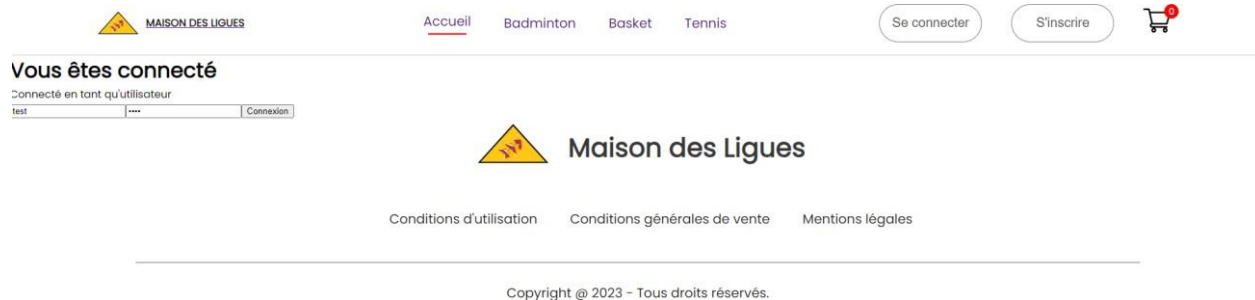 MAISON DES LIGUES Accueil Badminton Basket Tennis Se connecter S'inscrire 0
Vous êtes connecté
Connecté en tant qu'utilisateur
test •••• Connexion
Maison des Ligues
Conditions d'utilisation Conditions générales de vente Mentions légales
Copyright @ 2023 - Tous droits réservés.